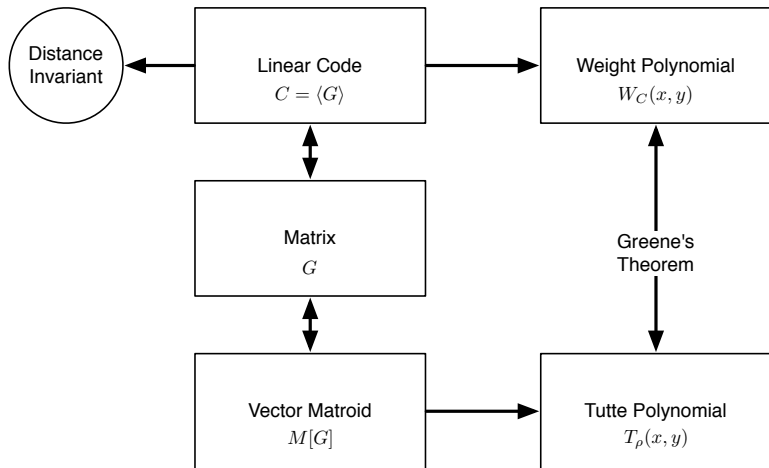 Distance
Invariant
Linear Code
C = ⟨G⟩
Weight Polynomial
W_C(x, y)
Matrix
G
Greene's
Theorem
Vector Matroid
M[G]
Tutte Polynomial
T_ρ(x, y)